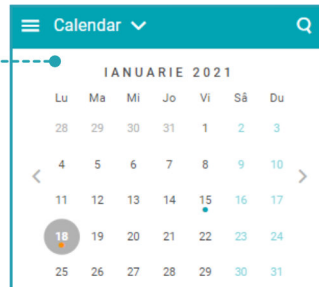 Calendar
IANUARIE 2021
Lu Ma Mi Jo Vi Sâ Du
28 29 30 31 1 2 3
4 5 6 7 8 9 10
11 12 13 14 15 16 17
18 19 20 21 22 23 24
25 26 27 28 29 30 31